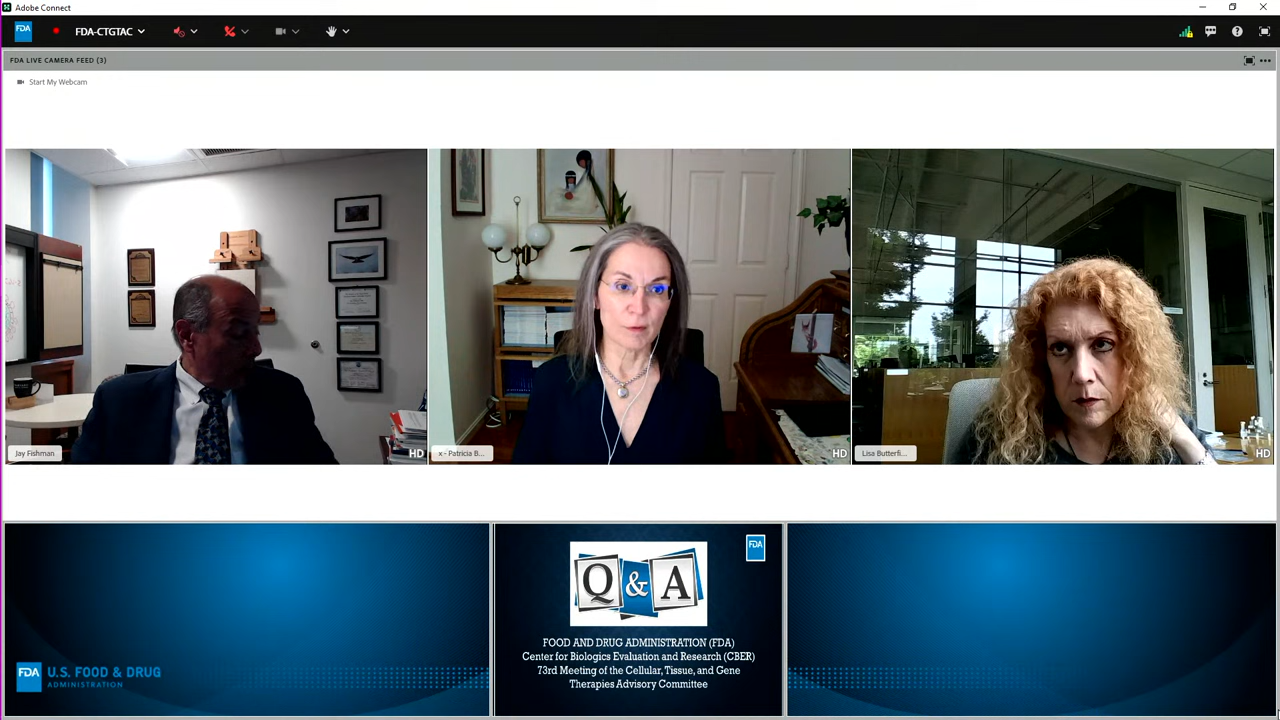 Adobe Connect
FDA
FDA-CTGTAC
FDA LIVE CAMERA FEED (3)
Start My Webcam
Jay Fishman
HD
x - Patricia B...
HD
Lisa Butterfi...
HD
FDA
U.S. FOOD & DRUG
ADMINISTRATION
FDA
Q&A
FOOD AND DRUG ADMINISTRATION (FDA)
Center for Biologics Evaluation and Research (CBER)
73rd Meeting of the Cellular, Tissue, and Gene
Therapies Advisory Committee